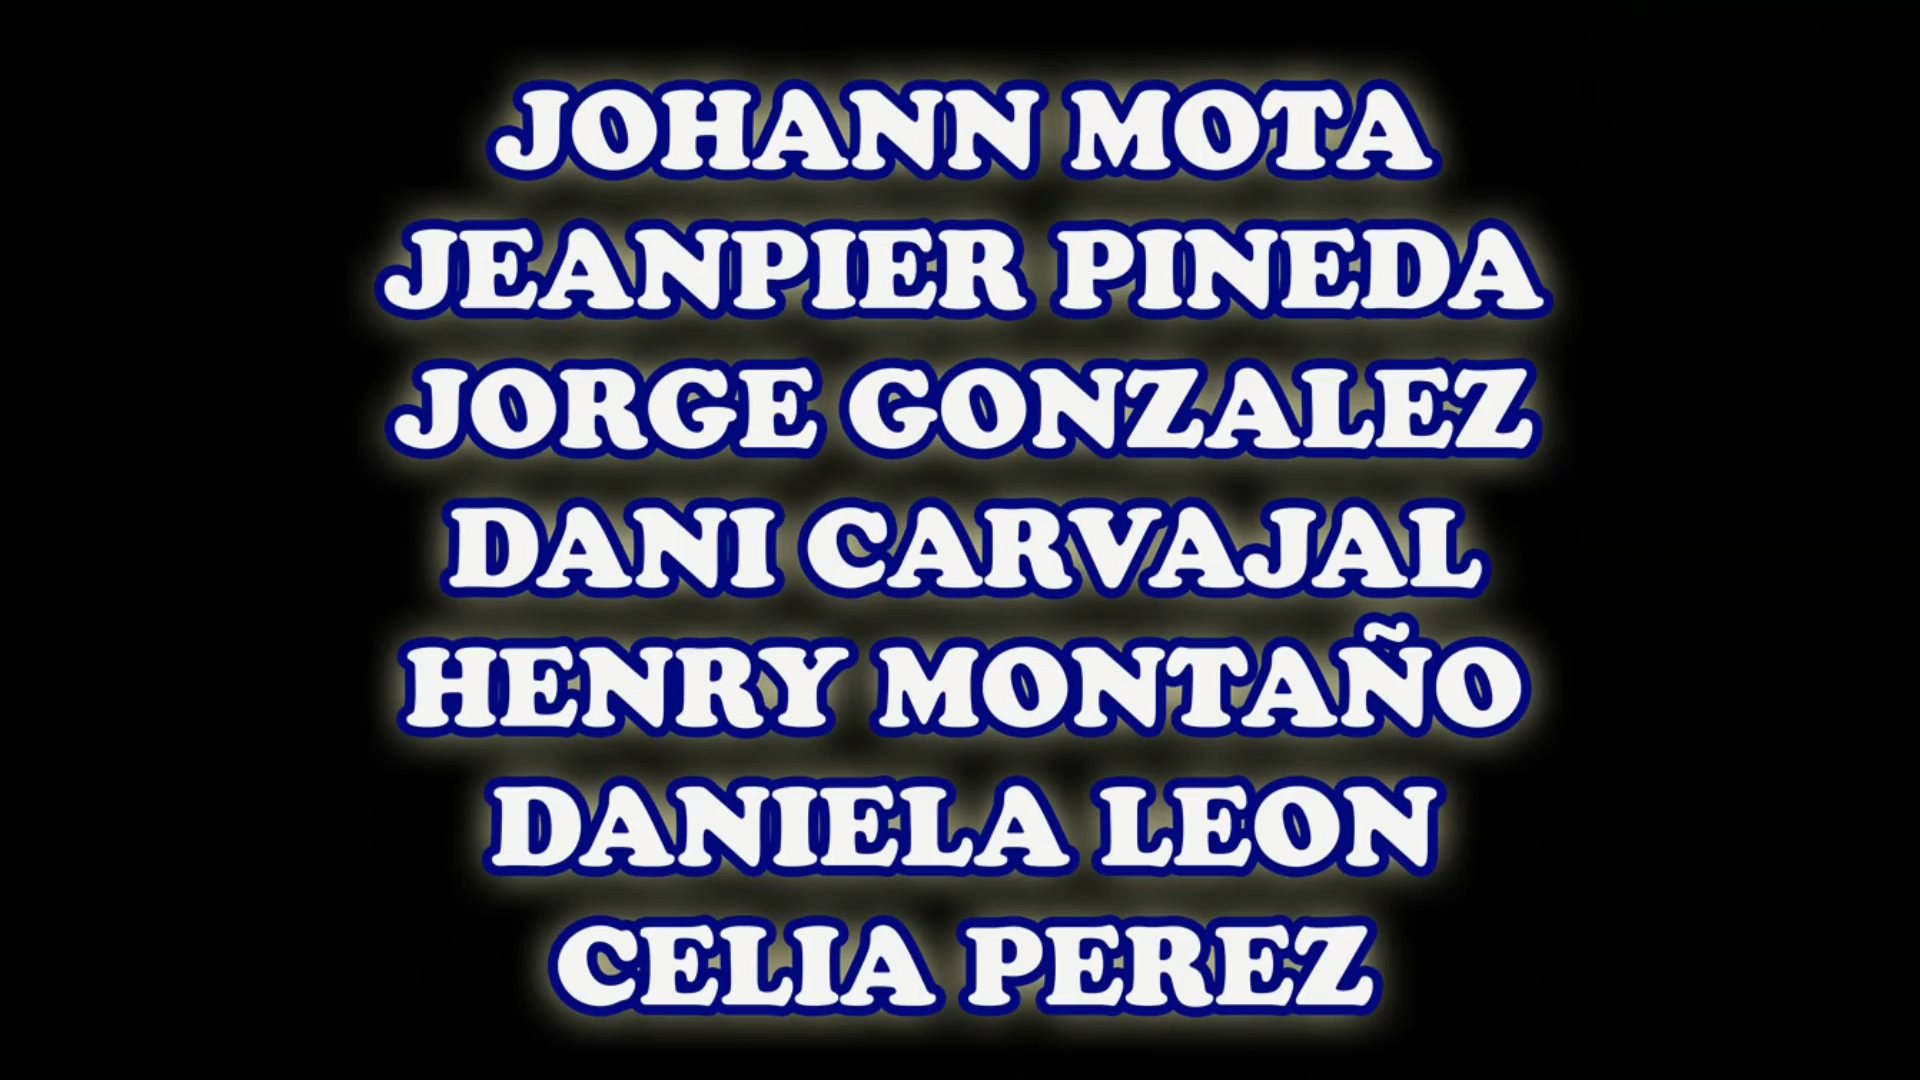 JOHANN MOTA
JEANPIER PINEDA
JORGE GONZALEZ
DANI CARVAJAL
HENRY MONTAÑO
DANIELA LEON
CELIA PEREZ